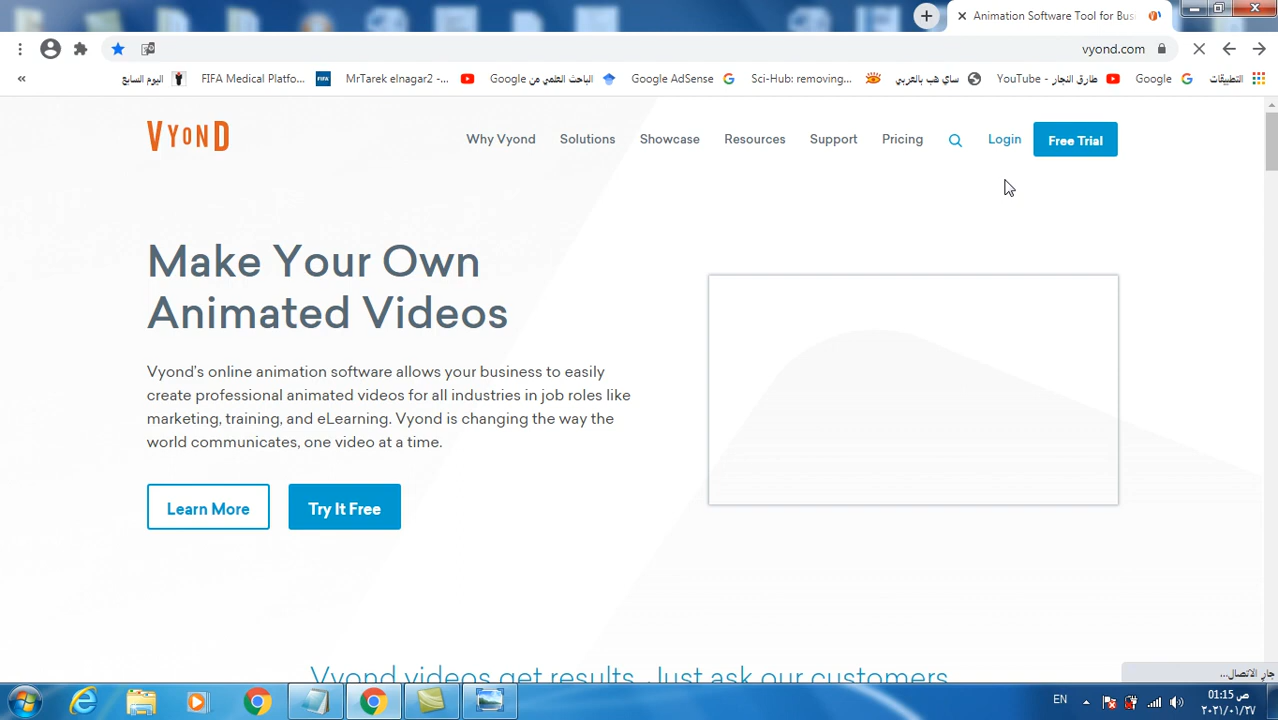 Animation Software Tool for Bus
vyond.com
التطبيقات
Google
YouTube - طارق النجار
ساي هب بالعربي
Sci-Hub: removing...
Google AdSense
الباحث العلمي من Google
MrTarek elnagar2 -...
FIFA
FIFA Medical Platfo...
اليوم السابع
»
VYOND
Why Vyond
Solutions
Showcase
Resources
Support
Pricing
Login
Free Trial
Make Your Own
Animated Videos
Vyond's online animation software allows your business to easily
create professional animated videos for all industries in job roles like
marketing, training, and eLearning. Vyond is changing the way the
world communicates, one video at a time.
Learn More
Try It Free
Vyond videos get results. Just ask our customers
جارٍ الاتصال...
EN
01:15 ص
٢٠٢١/٠١/٢٧